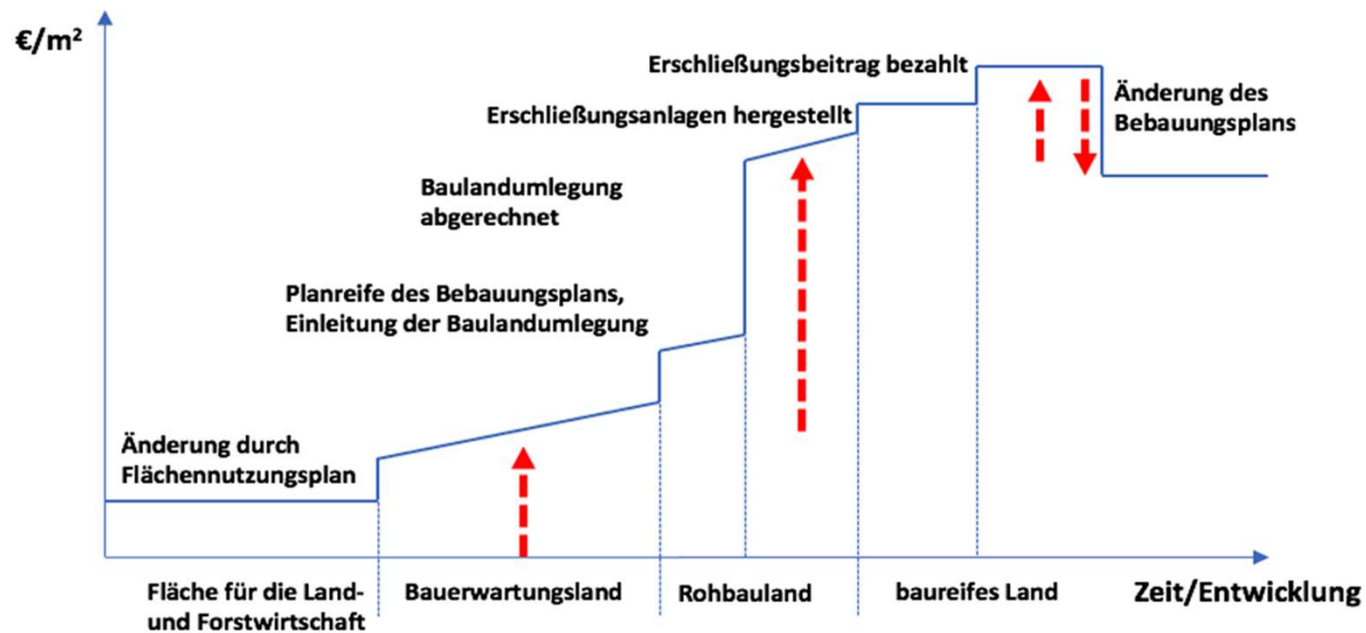 €/m²
Erschließungsbeitrag bezahlt
Änderung des
Bebauungsplans
Erschließungsanlagen hergestellt
Baulandumlegung
abgerechnet
Planreife des Bebauungsplans,
Einleitung der Baulandumlegung
Änderung durch
Flächennutzungsplan
Fläche für die Land-
und Forstwirtschaft
Bauerwartungsland
Rohbauland
baureifes Land
Zeit/Entwicklung